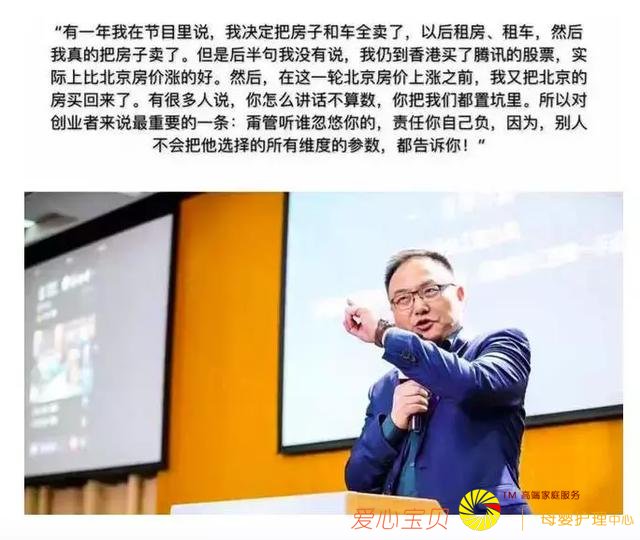 “有一年我在节目里说，我决定把房子和车全卖了，以后租房、租车，然后
我真的把房子卖了。但是后半句我没有说，我仍到香港买了腾讯的股票，实
际上比北京房价涨的好。然后，在这一轮北京房价上涨之前，我又把北京的
房买回来了。有很多人说，你怎么讲话不算数，你把我们都置坑里。所以对
创业者来说最重要的一条：甭管听谁忽悠你的，责任你自己负，因为，别人
不会把他选择的所有维度的参数，都告诉你！”
爱心宝贝
TM 高端家庭服务
母婴护理中心